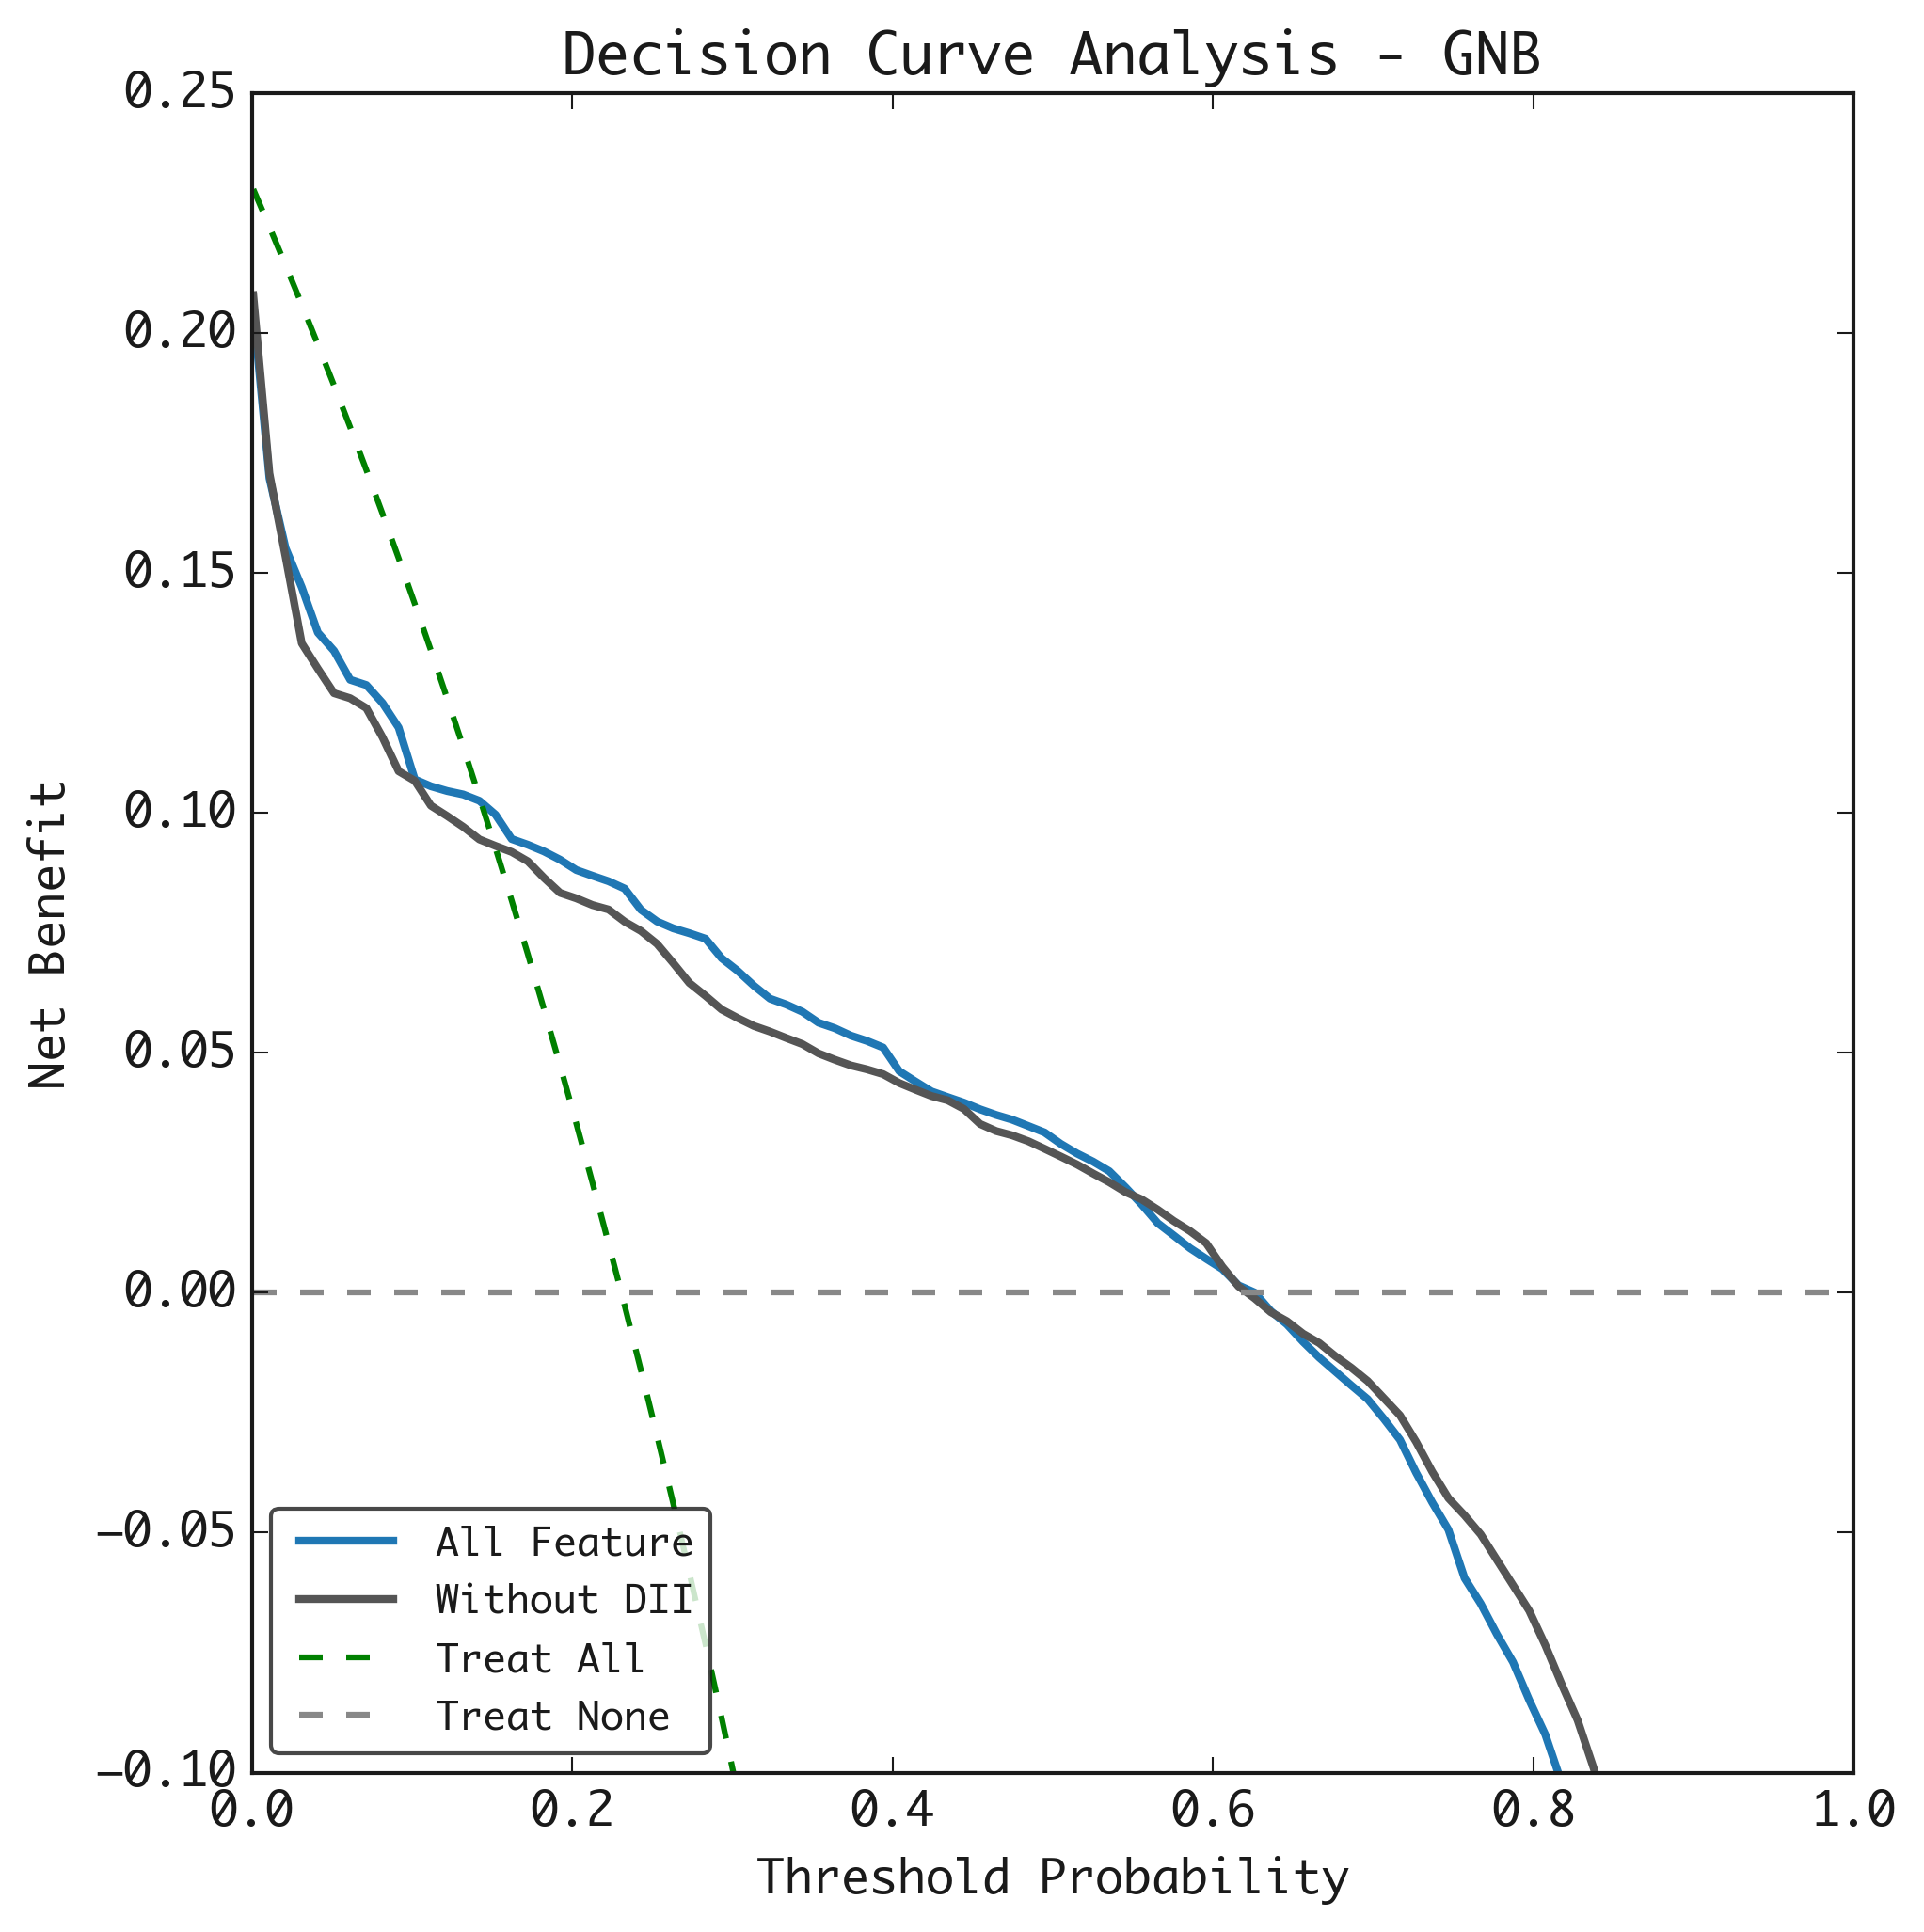 Decision Curve Analysis - GNB
0.25
0.20
0.15
0.10
0.05
0.00
−0.05
−0.10
Net Benefit
All Feature
Without DII
Treat All
Treat None
0.0 0.2 0.4 0.6 0.8 1.0
Threshold Probability